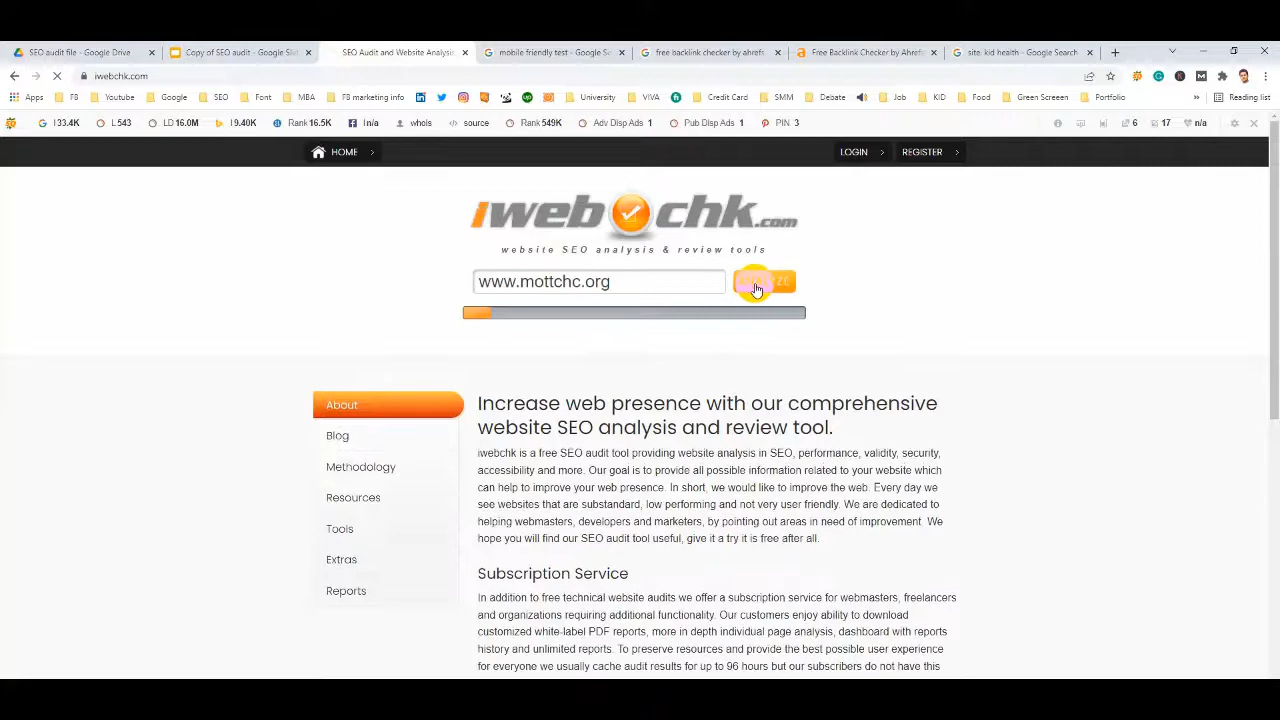 SEO audit file - Google Drive
Copy of SEO audit - Google Slid
SEO Audit and Website Analysis
mobile friendly test - Google Se
free backlink checker by ahrefs
Free Backlink Checker by Ahrefs
site: kid health - Google Search
iwebchk.com
Apps
FB
Youtube
Google
SEO
Font
MBA
FB marketing info
University
VIVA
Credit Card
SMM
Debate
Job
KID
Food
Green Screeen
Portfolio
Reading list
I 33.4K
L 543
LD 16.0M
I 9.40K
Rank 16.5K
I n/a
whois
source
Rank 549K
Adv Disp Ads 1
Pub Disp Ads 1
PIN 3
6
17
n/a
HOME
LOGIN
REGISTER
iwebchk.com
website SEO analysis & review tools
www.mottchc.org
ANALYZE
About
Blog
Methodology
Resources
Tools
Extras
Reports
Increase web presence with our comprehensive
website SEO analysis and review tool.
iwebchk is a free SEO audit tool providing website analysis in SEO, performance, validity, security,
accessibility and more. Our goal is to provide all possible information related to your website which
can help to improve your web presence. In short, we would like to improve the web. Every day we
see websites that are substandard, low performing and not very user friendly. We are dedicated to
helping webmasters, developers and marketers, by pointing out areas in need of improvement. We
hope you will find our SEO audit tool useful, give it a try it is free after all.
Subscription Service
In addition to free technical website audits we offer a subscription service for webmasters, freelancers
and organizations requiring additional functionality. Our customers enjoy ability to download
customized white-label PDF reports, more in depth individual page analysis, dashboard with reports
history and unlimited reports. To preserve resources and provide the best possible user experience
for everyone we usually cache audit results for up to 96 hours but our subscribers do not have this